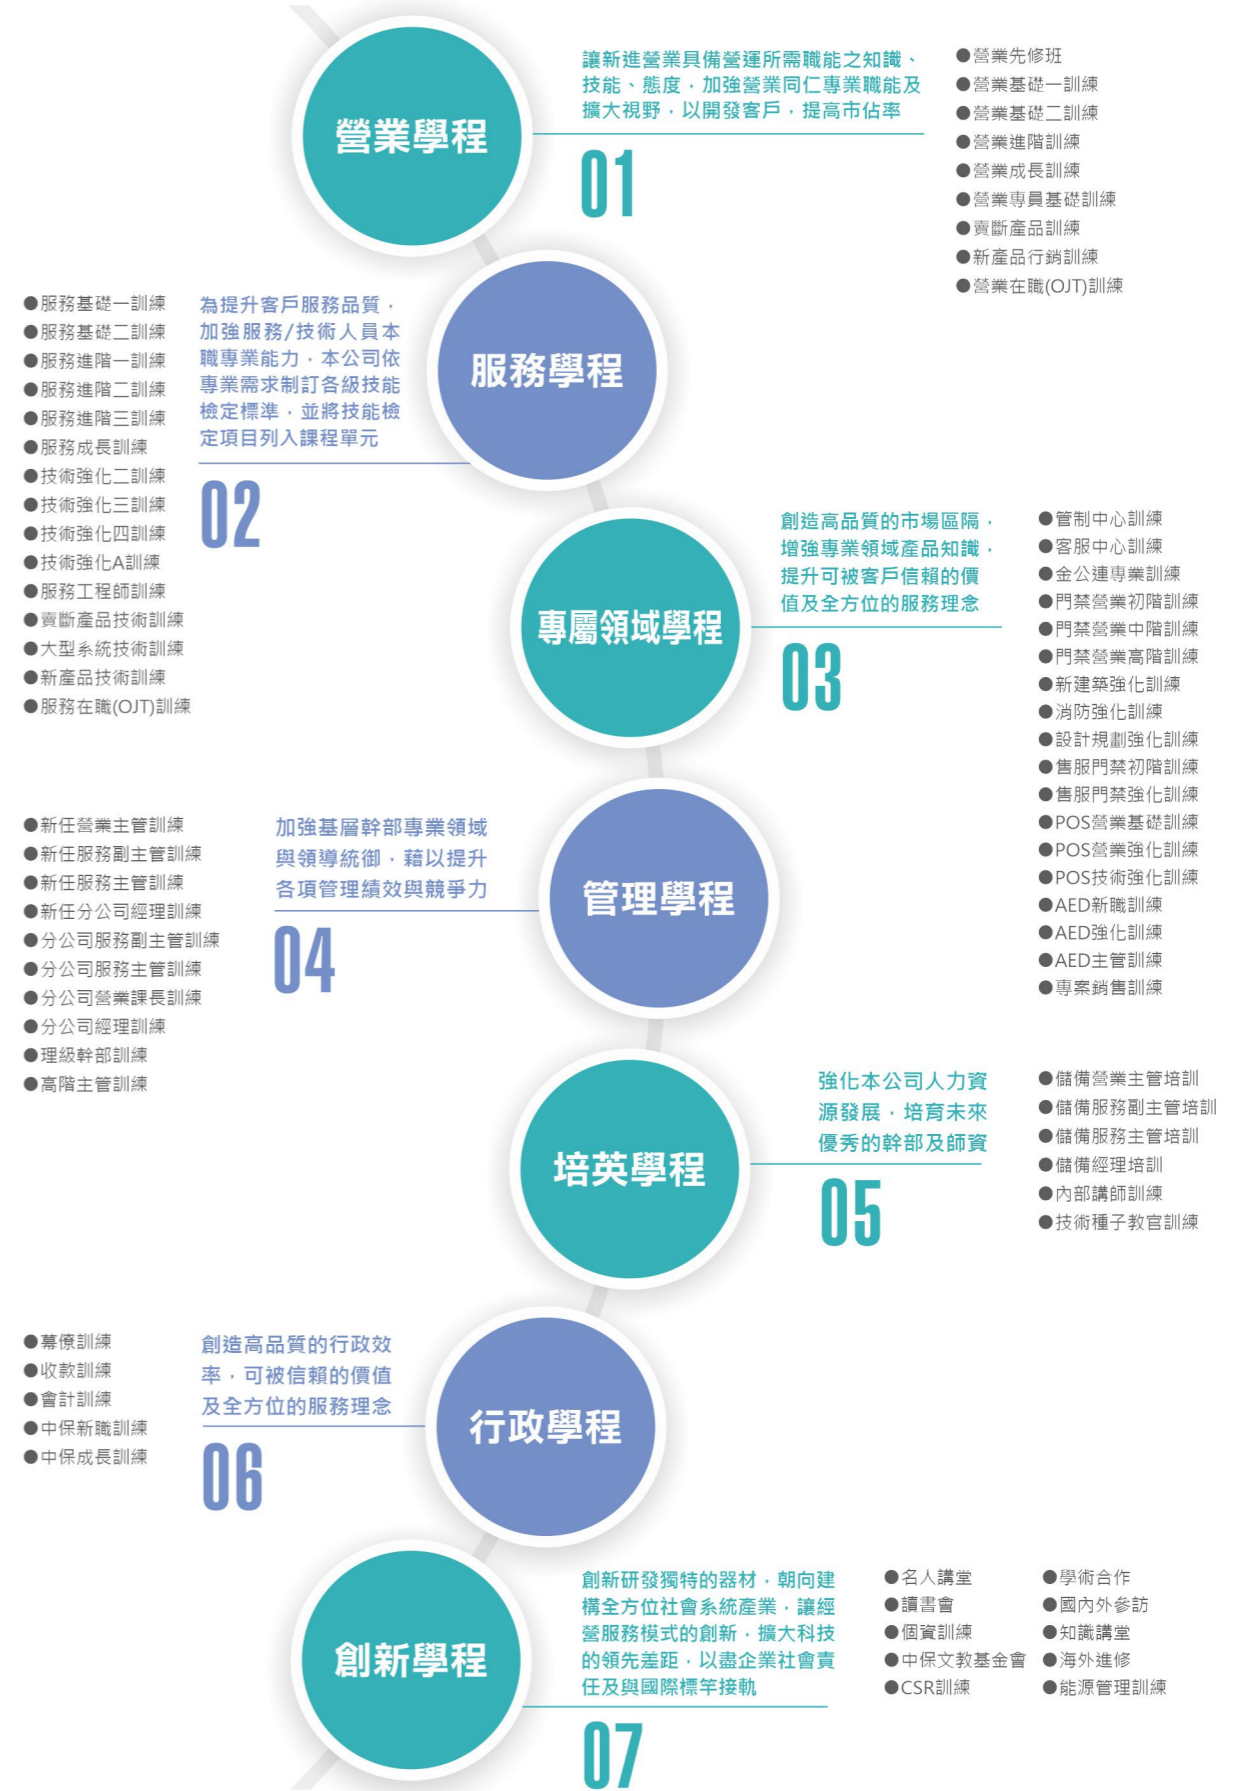 營業學程
讓新進營業具備營運所需職能之知識、
技能、態度，加強營業同仁專業職能及
擴大視野，以開發客戶，提高市佔率
01
●營業先修班
●營業基礎一訓練
●營業基礎二訓練
●營業進階訓練
●營業成長訓練
●營業專員基礎訓練
●賣斷產品訓練
●新產品行銷訓練
●營業在職(OJT)訓練
服務學程
為提升客戶服務品質，
加強服務/技術人員本
職專業能力，本公司依
專業需求制訂各級技能
檢定標準，並將技能檢
定項目列入課程單元
02
●服務基礎一訓練
●服務基礎二訓練
●服務進階一訓練
●服務進階二訓練
●服務進階三訓練
●服務成長訓練
●技術強化二訓練
●技術強化三訓練
●技術強化四訓練
●技術強化A訓練
●服務工程師訓練
●賣斷產品技術訓練
●大型系統技術訓練
●新產品技術訓練
●服務在職(OJT)訓練
專屬領域學程
創造高品質的市場區隔，
增強專業領域產品知識，
提升可被客戶信賴的價
值及全方位的服務理念
03
●管制中心訓練
●客服中心訓練
●金公連專業訓練
●門禁營業初階訓練
●門禁營業中階訓練
●門禁營業高階訓練
●新建築強化訓練
●消防強化訓練
●設計規劃強化訓練
●售服門禁初階訓練
●售服門禁強化訓練
●POS營業基礎訓練
●POS營業強化訓練
●POS技術強化訓練
●AED新職訓練
●AED強化訓練
●AED主管訓練
●專案銷售訓練
管理學程
加強基層幹部專業領域
與領導統御，藉以提升
各項管理績效與競爭力
04
●新任營業主管訓練
●新任服務副主管訓練
●新任服務主管訓練
●新任分公司經理訓練
●分公司服務副主管訓練
●分公司服務主管訓練
●分公司營業課長訓練
●分公司經理訓練
●理級幹部訓練
●高階主管訓練
培英學程
強化本公司人力資
源發展，培育未來
優秀的幹部及師資
05
●儲備營業主管培訓
●儲備服務副主管培訓
●儲備服務主管培訓
●儲備經理培訓
●內部講師訓練
●技術種子教官訓練
行政學程
創造高品質的行政效
率，可被信賴的價值
及全方位的服務理念
06
●幕僚訓練
●收款訓練
●會計訓練
●中保新職訓練
●中保成長訓練
創新學程
創新研發獨特的器材，朝向建
構全方位社會系統產業，讓經
營服務模式的創新，擴大科技
的領先差距，以盡企業社會責
任及與國際標竿接軌
07
●名人講堂
●讀書會
●個資訓練
●中保文教基金會
●CSR訓練
●學術合作
●國內外參訪
●知識講堂
●海外進修
●能源管理訓練